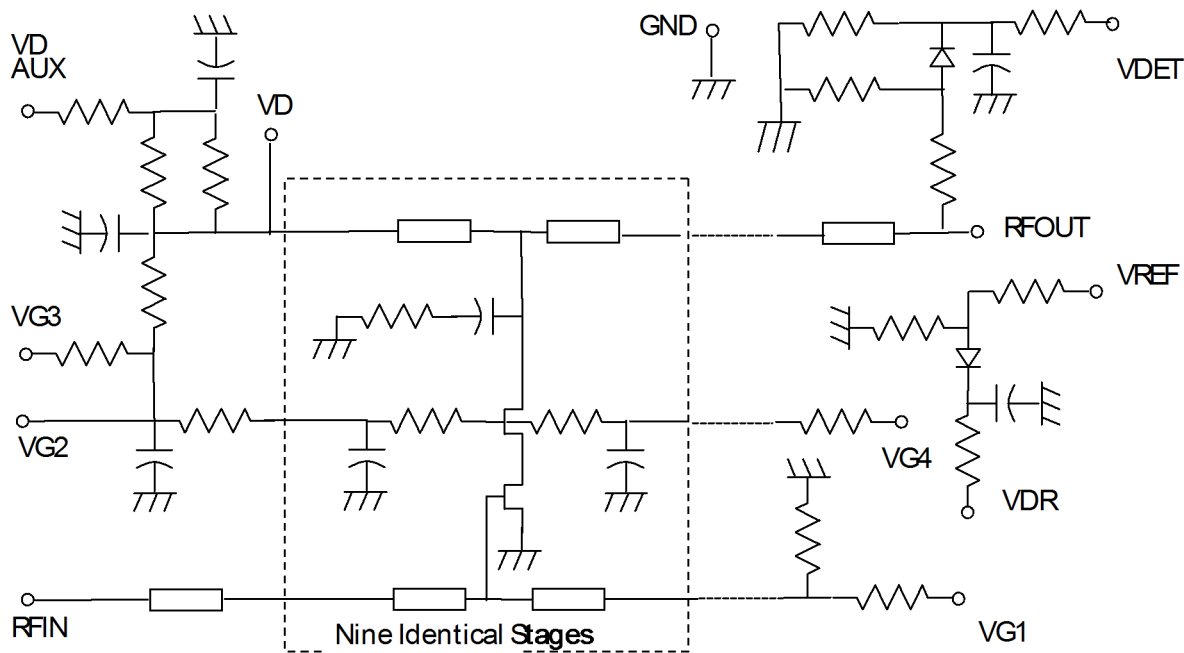 VD
AUX
VD
GND
VDET
RFOUT
VREF
VG3
VG2
VG4
VDR
RFIN
Nine Identical Stages
VG1